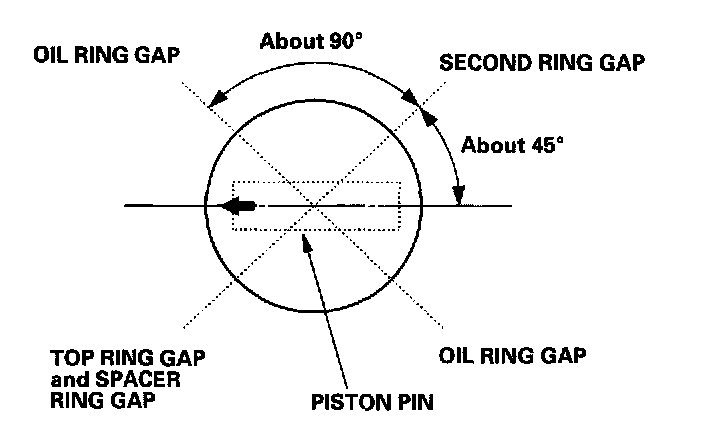 About 90°
OIL RING GAP
SECOND RING GAP
About 45°
TOP RING GAP
and SPACER
RING GAP
OIL RING GAP
PISTON PIN